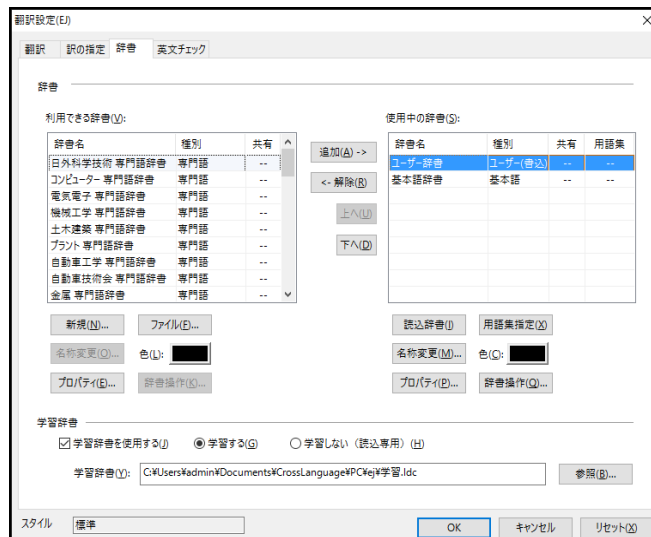 翻訳設定(EJ)
翻訳 訳の指定 辞書 英文チェック
辞書
利用できる辞書(V): 使用中の辞書(S):
辞書名 種別 共有 辞書名 種別 共有 用語集
日外科学技術 専門語辞書 専門語 -- 追加(A) -> ユーザー辞書 ユーザー(書込) -- --
コンピューター 専門語辞書 専門語 -- <- 解除(R) 基本語辞書 基本語 -- --
電気電子 専門語辞書 専門語 --
機械工学 専門語辞書 専門語 -- 上へ(U)
土木建築 専門語辞書 専門語 --
プラント 専門語辞書 専門語 -- 下へ(D)
自動車工学 専門語辞書 専門語 --
自動車技術会 専門語辞書 専門語 --
金属 専門語辞書 専門語 --
新規(N)... ファイル(F)... 読込辞書(I) 用語集指定(X)
名称変更(O)... 色(L): 名称変更(M)... 色(C):
プロパティ(E)... 辞書操作(K)... プロパティ(P)... 辞書操作(Q)...
学習辞書
学習辞書を使用する(J) 学習する(G) 学習しない（読込専用）(H)
学習辞書(Y): C:¥Users¥admin¥Documents¥CrossLanguage¥PC¥ej¥学習.ldc 参照(B)...
スタイル 標準 OK キャンセル リセット(X)